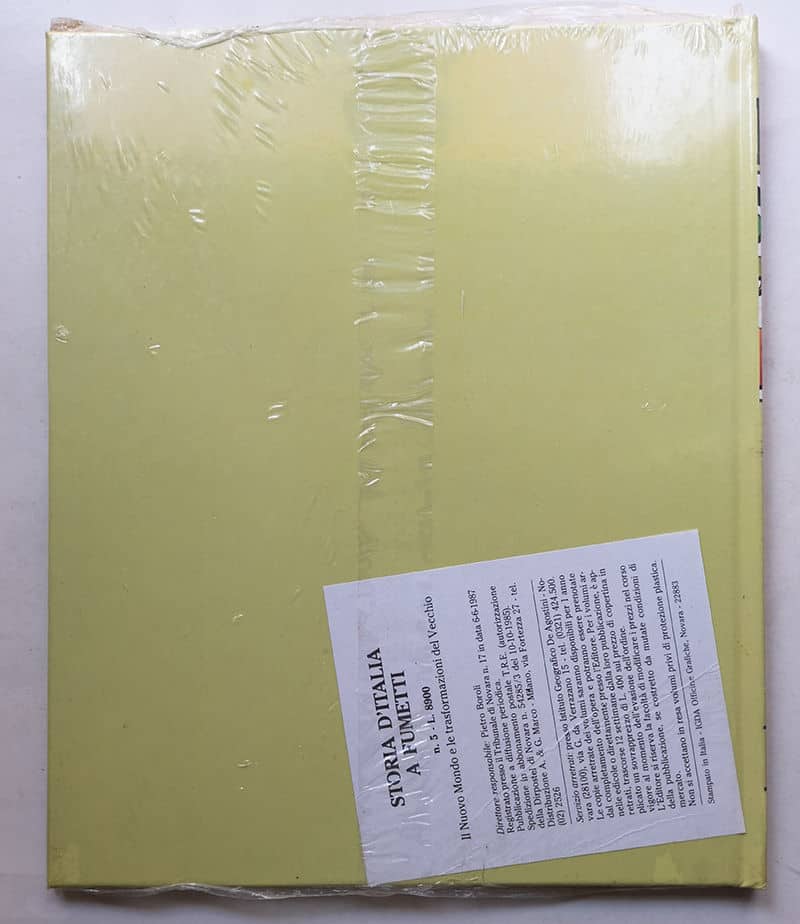 STORIA D'ITALIA
A FUMETTI
n. 5 - L. 8900
Il Nuovo Mondo e le trasformazioni del Vecchio
Direttore responsabile: Pietro Boroli
Registrato presso il Tribunale di Novara n. 17 in data 6-6-1987
Pubblicazione a diffusione periodica.
Spedizione in abbonamento postale T.R.E. (autorizzazione
della Dirposte di Novara n. 54285/3 del 10-10-1985).
Distribuzione A. & G. Marco - Milano, via Fortezza 27 - tel.
(02) 2526
Servizio arretrati: presso Istituto Geografico De Agostini - No-
vara (28100), via G. da Verrazano 15 - tel. (0321) 424.500.
Le copie arretrate dei volumi saranno disponibili per 1 anno
dal completamento dell'opera e potranno essere prenotate
nelle edicole o direttamente presso l'Editore. Per i volumi ar-
retrati, trascorse 12 settimane dalla loro pubblicazione, è ap-
plicato un sovrapprezzo di L. 400 sul prezzo di copertina in
vigore al momento dell'evasione dell'ordine.
L'Editore si riserva la facoltà di modificare i prezzi nel corso
della pubblicazione, se costretto da mutate condizioni di
mercato.
Non si accettano in resa volumi privi di protezione plastica.
Stampato in Italia - IGDA Officine Grafiche, Novara - 22883